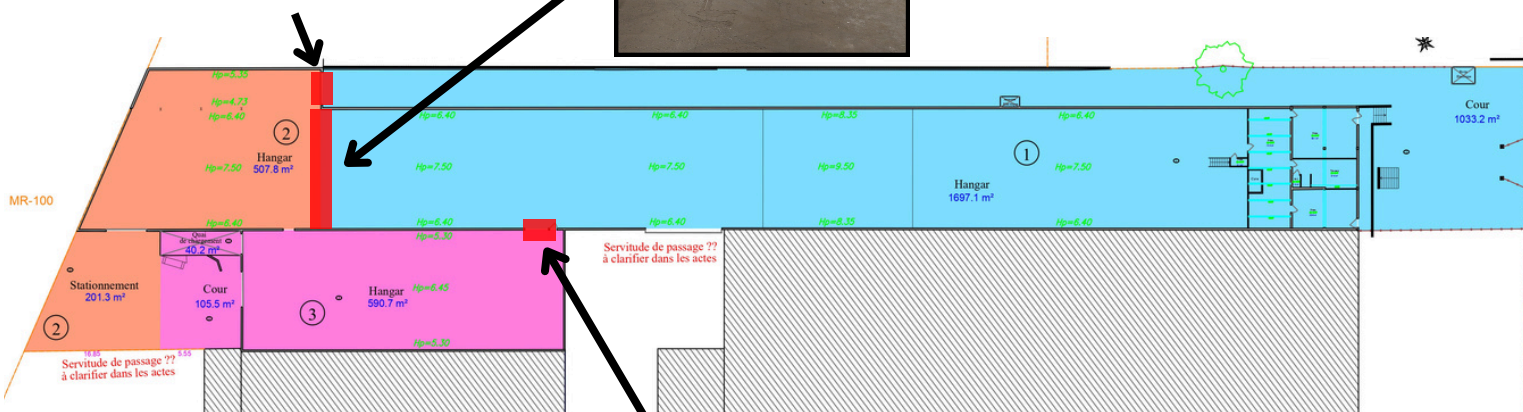 Hp=5.35
Hp=4.73
Hp=6.40
2
Hangar
507.8 m²
Hp=7.50
Hp=6.40
MR-100
Hp=6.40
Hp=6.40
Hp=8.35
Hp=6.40
Hp=7.50
Hp=7.50
Hp=9.50
Hp=7.50
1
Hangar
1697.1 m²
Hp=6.40
Hp=6.40
Hp=8.35
Hp=6.40
Cour
1033.2 m²
Quai
de chargement
40.2 m²
Stationnement
201.3 m²
2
Cour
105.5 m²
Hp=5.30
Hangar
590.7 m²
Hp=6.45
3
Hp=5.30
16.85
5.55
Servitude de passage ??
à clarifier dans les actes
Servitude de passage ??
à clarifier dans les actes